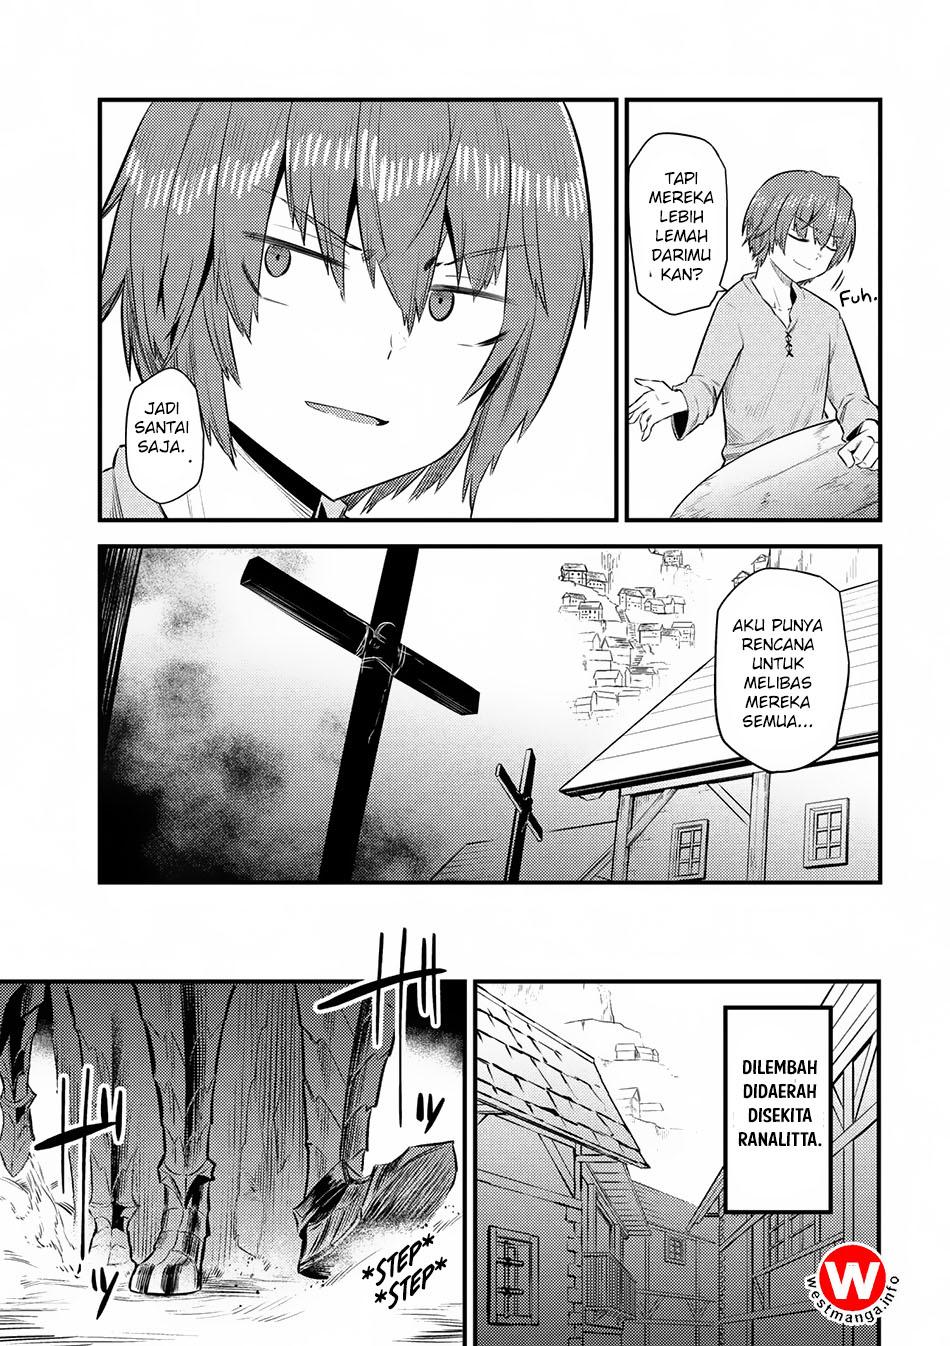 TAPI
MEREKA
LEBIH
LEMAH
DARIMU
KAN?
Fuh.
JADI
SANTAI
SAJA.
AKU PUNYA
RENCANA
UNTUK
MELIBAS
MEREKA
SEMUA...
DILEMBAH
DIDAERAH
DISEKITA
RANALITTA.
*STEP*
*STEP*
W
westmanga.info